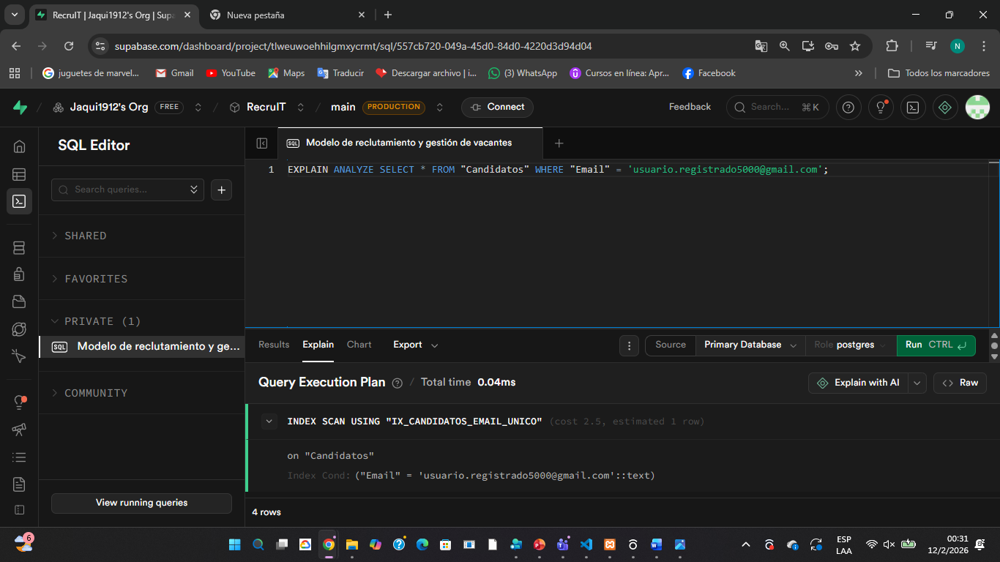 RecruIT | Jaqui1912's Org | Supa
Nueva pestaña
supabase.com/dashboard/project/tlweuwoehhilgmxycrmt/sql/557cb720-049a-45d0-84d0-4220d3d94d04
N
juguetes de marvel...
Gmail
YouTube
Maps
Traducir
Descargar archivo | i...
(3) WhatsApp
Cursos en línea: Apr...
Facebook
Todos los marcadores
Jaqui1912's Org
FREE
RecruIT
main
PRODUCTION
Connect
Feedback
Search...
⌘K
SQL Editor
SQL
Modelo de reclutamiento y gestión de vacantes
Search queries...
SHARED
FAVORITES
PRIVATE (1)
SQL
Modelo de reclutamiento y ge...
COMMUNITY
View running queries
1
EXPLAIN ANALYZE SELECT * FROM "Candidatos" WHERE "Email" = 'usuario.registrado5000@gmail.com';
Results
Explain
Chart
Export
Source
Primary Database
Role postgres
Run CTRL
Query Execution Plan
/ Total time 0.04ms
Explain with AI
Raw
INDEX SCAN USING "IX_CANDIDATOS_EMAIL_UNICO" (cost 2.5, estimated 1 row)
on "Candidatos"
Index Cond: ("Email" = 'usuario.registrado5000@gmail.com'::text)
4 rows
6
ESP
LAA
00:31
12/2/2026